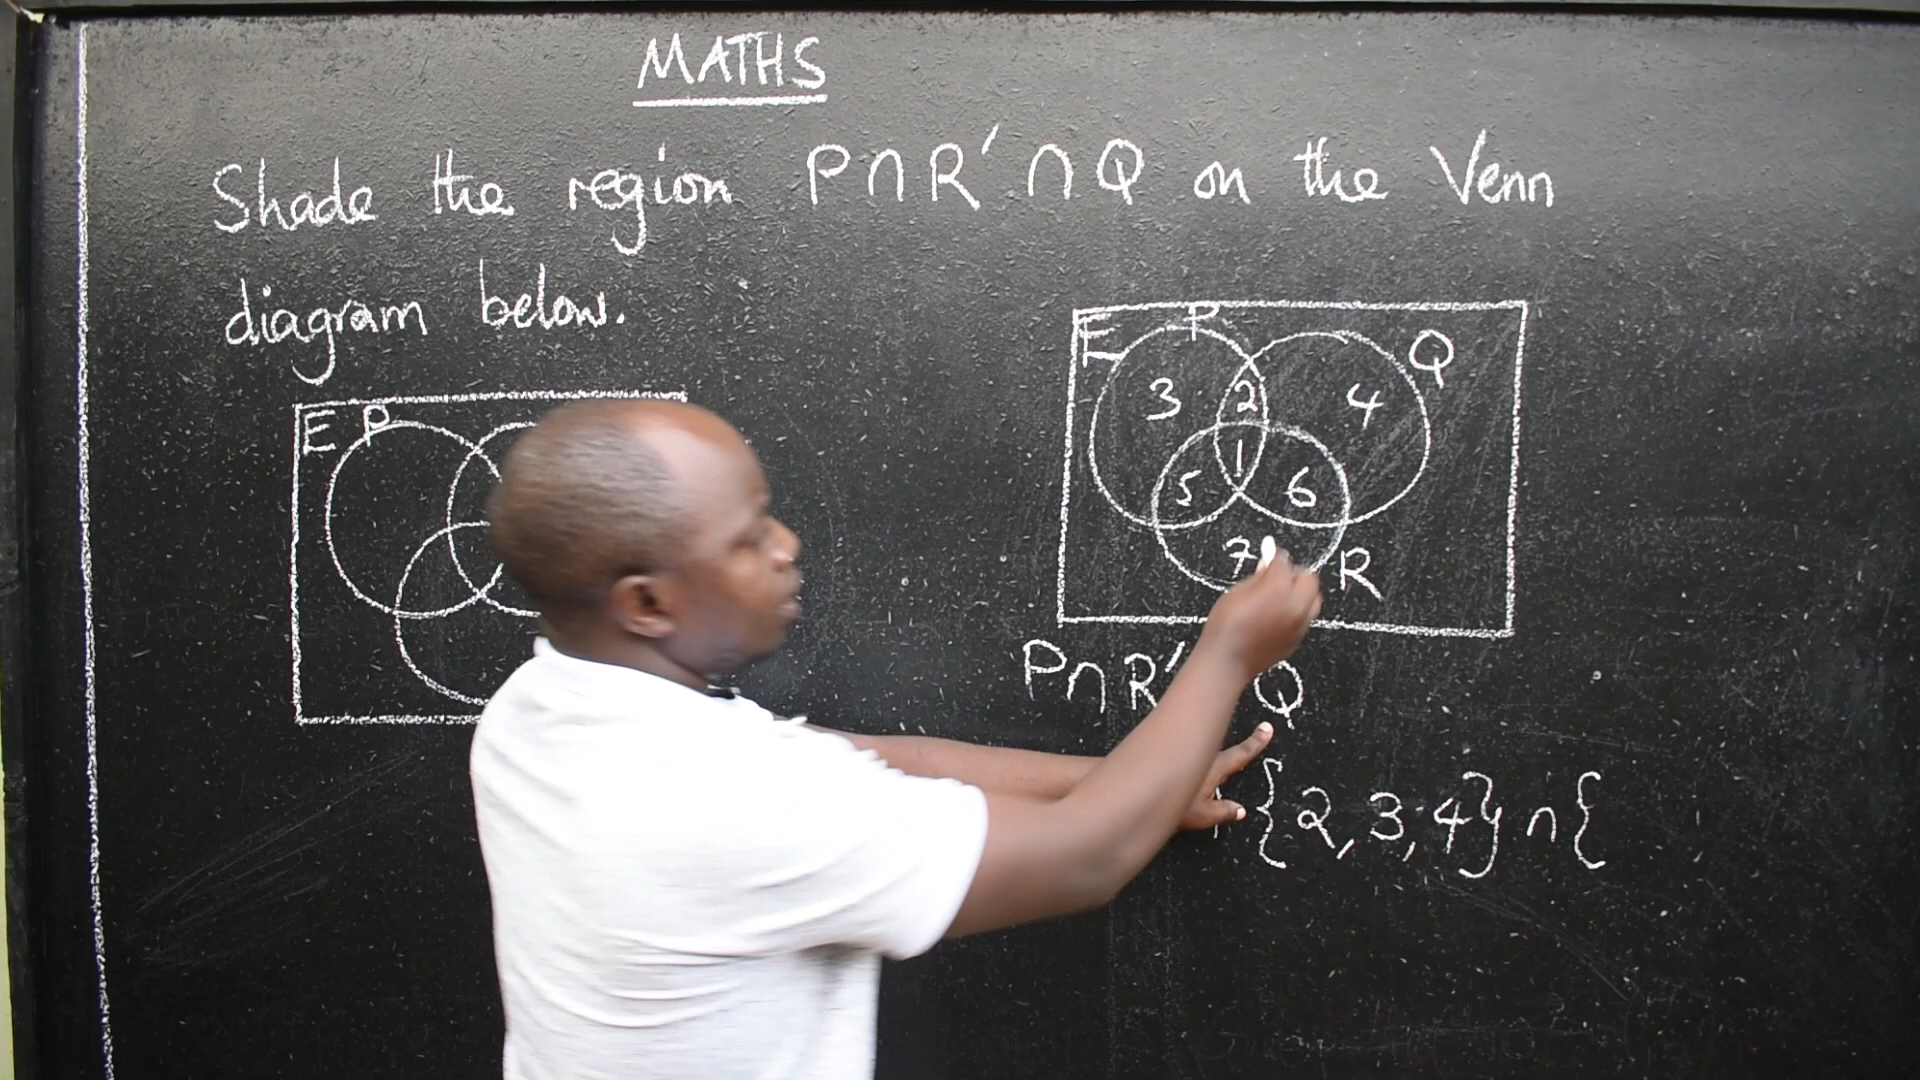 MATHS
Shade the region P∩R′∩Q on the Venn
diagram below.
E P
E P Q
3 2 4
1
5 6
7 R
P∩R′ Q
{2,3,4}∩{